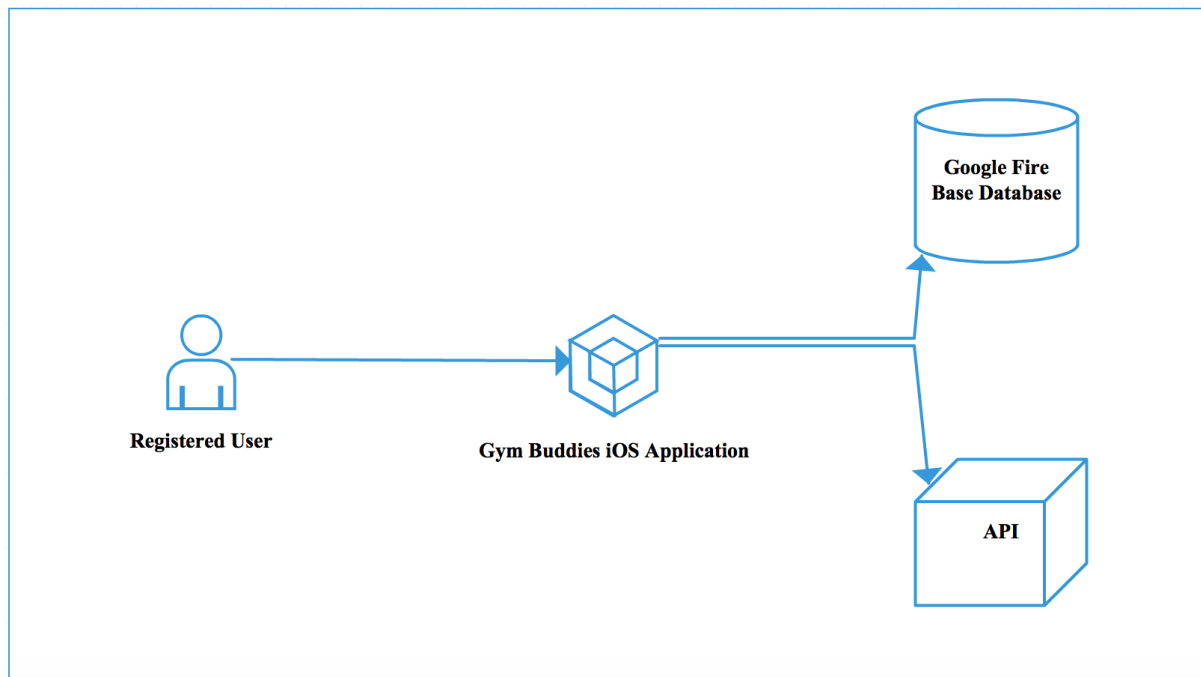 Google Fire
Base Database
Registered User
Gym Buddies iOS Application
API